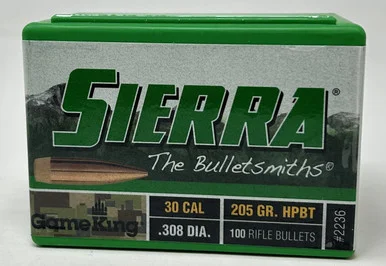 SIERRA®
The Bulletsmiths®
GameKing®
30 CAL
205 GR. HPBT
.308 DIA.
100 RIFLE BULLETS
#2236